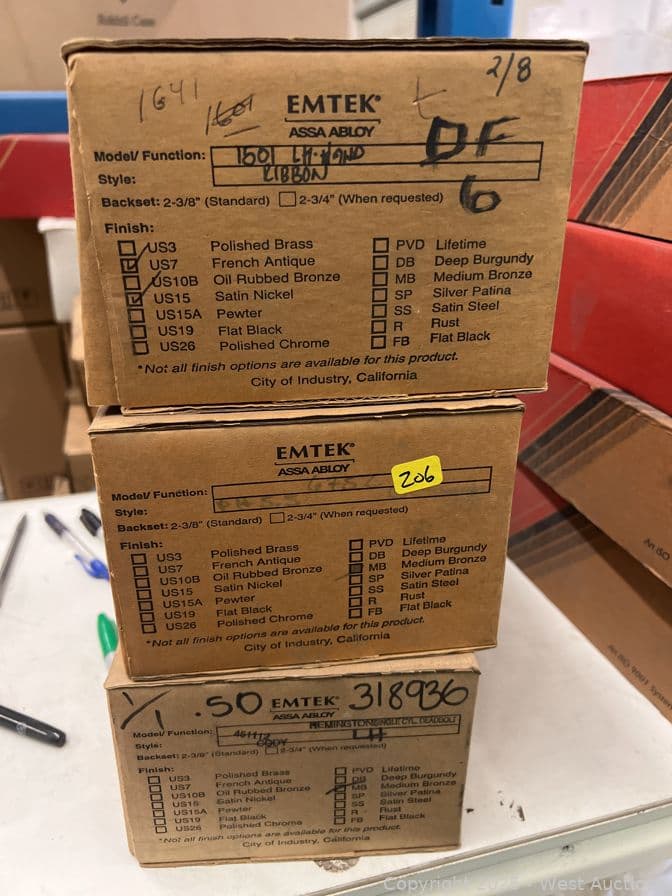 1641
1601
2/8
EMTEK®
ASSA ABLOY
DF
Model/ Function: 1501 LH-HAND
Style: RIBBON
Backset: 2-3/8" (Standard) 2-3/4" (When requested)
6
Finish:
US3 Polished Brass PVD Lifetime
US7 French Antique DB Deep Burgundy
US10B Oil Rubbed Bronze MB Medium Bronze
US15 Satin Nickel SP Silver Patina
US15A Pewter SS Satin Steel
US19 Flat Black R Rust
US26 Polished Chrome FB Flat Black
*Not all finish options are available for this product.
City of Industry, California
EMTEK®
ASSA ABLOY
206
Model/ Function:
Style:
Backset: 2-3/8" (Standard) 2-3/4" (When requested)
Finish:
US3 Polished Brass PVD Lifetime
US7 French Antique DB Deep Burgundy
US10B Oil Rubbed Bronze MB Medium Bronze
US15 Satin Nickel SP Silver Patina
US15A Pewter SS Satin Steel
US19 Flat Black R Rust
US26 Polished Chrome FB Flat Black
*Not all finish options are available for this product.
City of Industry, California
1/1 .50 EMTEK® 318936
ASSA ABLOY
REMINGTON SINGLE CYL. DEADBOLT
Model/ Function: 451112 LH
Style: CODY
Backset: 2-3/8" (Standard) 2-3/4" (When requested)
Finish:
US3 Polished Brass PVD Lifetime
US7 French Antique DB Deep Burgundy
US10B Oil Rubbed Bronze MB Medium Bronze
US15 Satin Nickel SP Silver Patina
US15A Pewter SS Satin Steel
US19 Flat Black R Rust
US26 Polished Chrome FB Flat Black
*Not all finish options are available for this product.
City of Industry, California